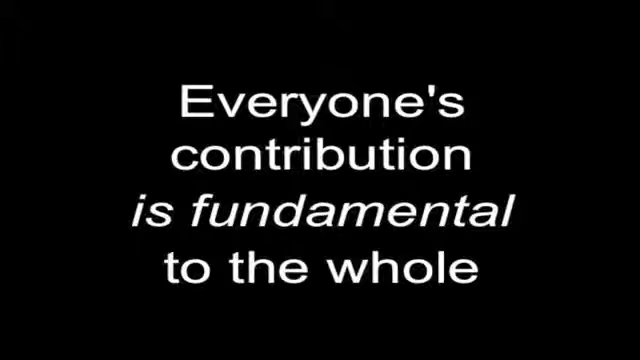 Everyone's
contribution
is fundamental
to the whole